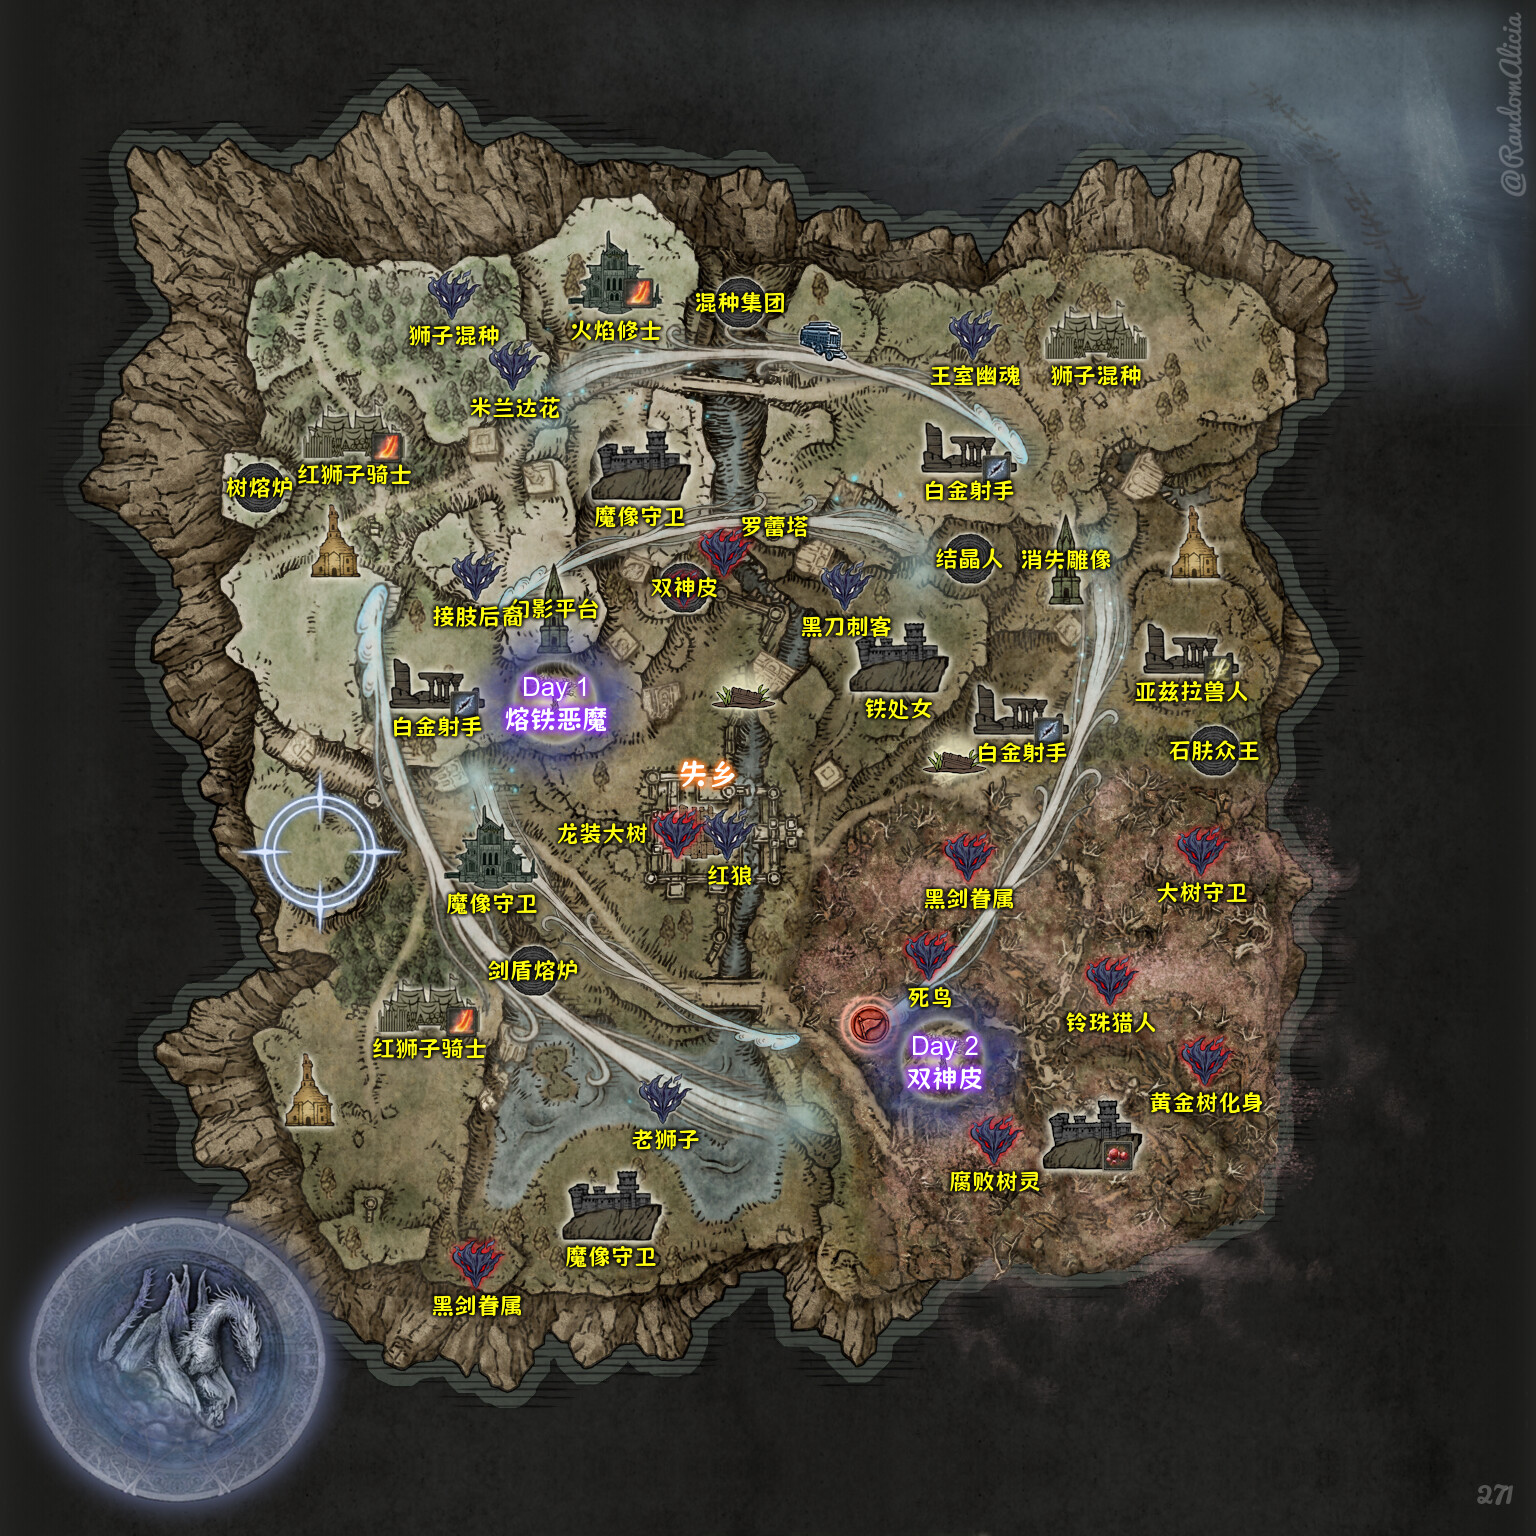 @RandomAlicia
狮子混种
火焰修士
混种集团
米兰达花
王室幽魂
狮子混种
红狮子骑士
树熔炉
魔像守卫
白金射手
罗蕾塔
结晶人
消失雕像
双神皮
接肢后裔
幻影平台
黑刀刺客
白金射手
Day 1
熔铁恶魔
铁处女
亚兹拉兽人
白金射手
石肤众王
失乡
龙装大树
红狼
魔像守卫
黑剑眷属
大树守卫
剑盾熔炉
死鸟
铃珠猎人
红狮子骑士
Day 2
双神皮
黄金树化身
老狮子
腐败树灵
魔像守卫
黑剑眷属
271